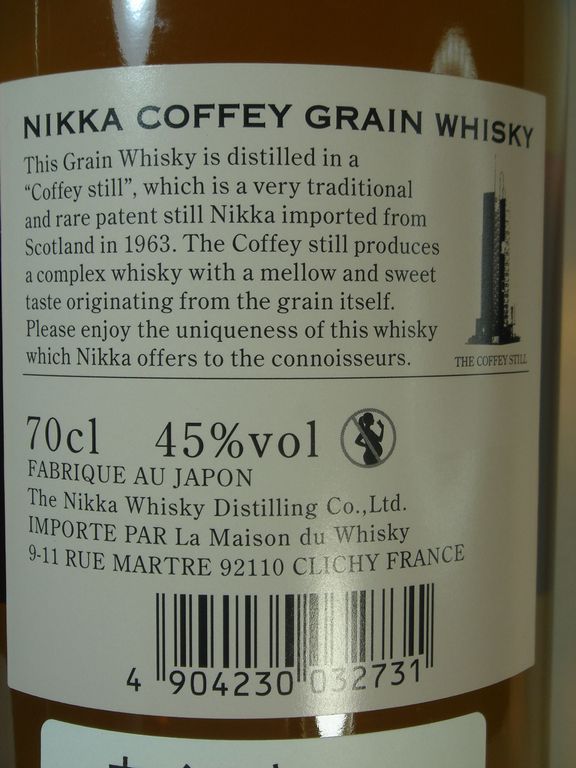 NIKKA COFFEY GRAIN WHISKY
This Grain Whisky is distilled in a
“Coffey still”, which is a very traditional
and rare patent still Nikka imported from
Scotland in 1963. The Coffey still produces
a complex whisky with a mellow and sweet
taste originating from the grain itself.
Please enjoy the uniqueness of this whisky
which Nikka offers to the connoisseurs.
THE COFFEY STILL
70cl 45%vol
FABRIQUE AU JAPON
The Nikka Whisky Distilling Co.,Ltd.
IMPORTE PAR La Maison du Whisky
9-11 RUE MARTRE 92110 CLICHY FRANCE
4 904230 032731